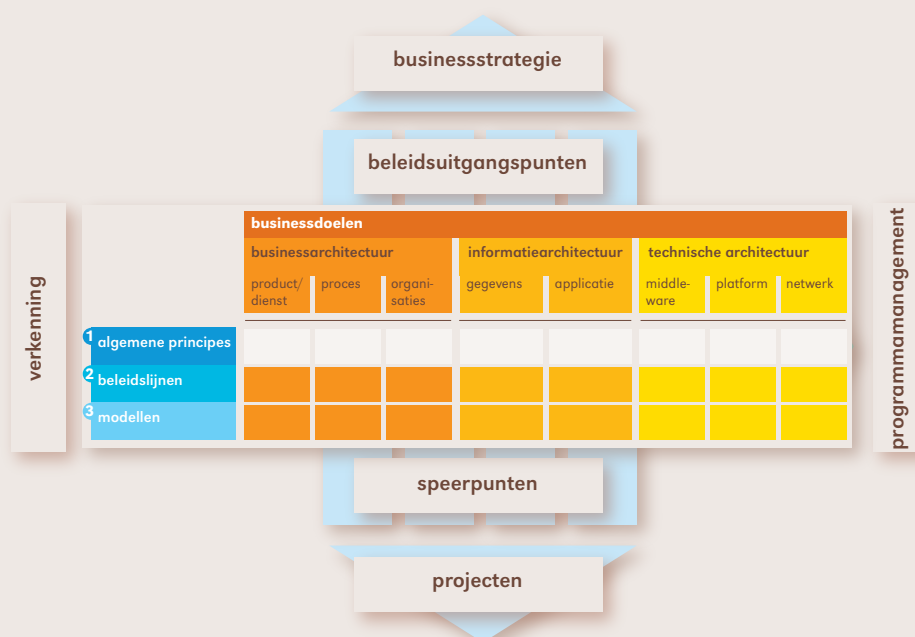 businessstrategie
beleidsuitgangspunten
verkenning
programmamanagement
businessdoelen
businessarchitectuur
informatiearchitectuur
technische architectuur
product/
dienst
proces
organi-
saties
gegevens
applicatie
middle-
ware
platform
netwerk
1 algemene principes
2 beleidslijnen
3 modellen
speerpunten
projecten